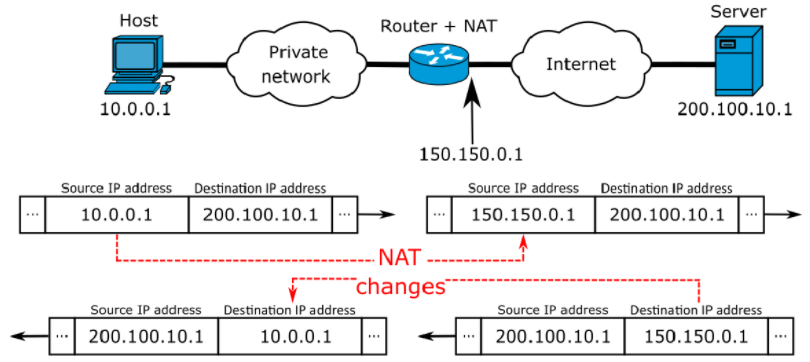 Host
Router + NAT
Server
Private
network
Internet
10.0.0.1
200.100.10.1
150.150.0.1
Source IP address Destination IP address
... 10.0.0.1 200.100.10.1 ...
Source IP address Destination IP address
... 150.150.0.1 200.100.10.1 ...
NAT
changes
Source IP address Destination IP address
... 200.100.10.1 10.0.0.1 ...
Source IP address Destination IP address
... 200.100.10.1 150.150.0.1 ...